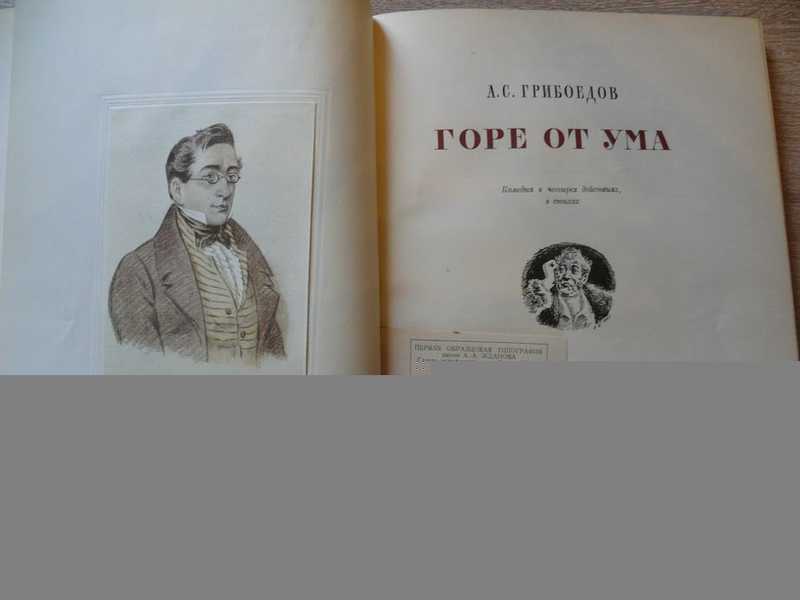 А.С. ГРИБОЕДОВ
ГОРЕ ОТ УМА
Комедия в четырех действиях,
в стихах
ПЕРВАЯ ОБРАЗЦОВАЯ ТИПОГРАФИЯ
имени А. А. ЖДАНОВА